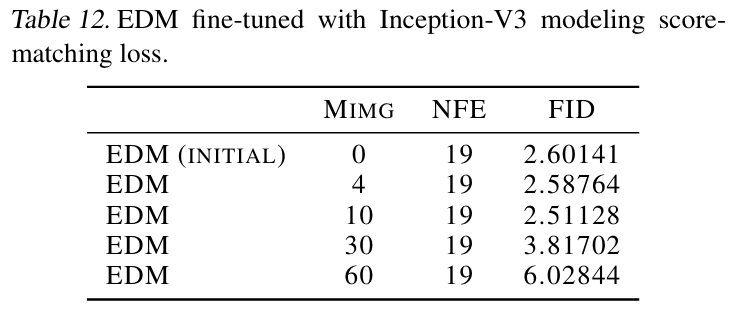 Table 12. EDM fine-tuned with Inception-V3 modeling score-
matching loss.
MIMG NFE FID
EDM (INITIAL) 0 19 2.60141
EDM 4 19 2.58764
EDM 10 19 2.51128
EDM 30 19 3.81702
EDM 60 19 6.02844